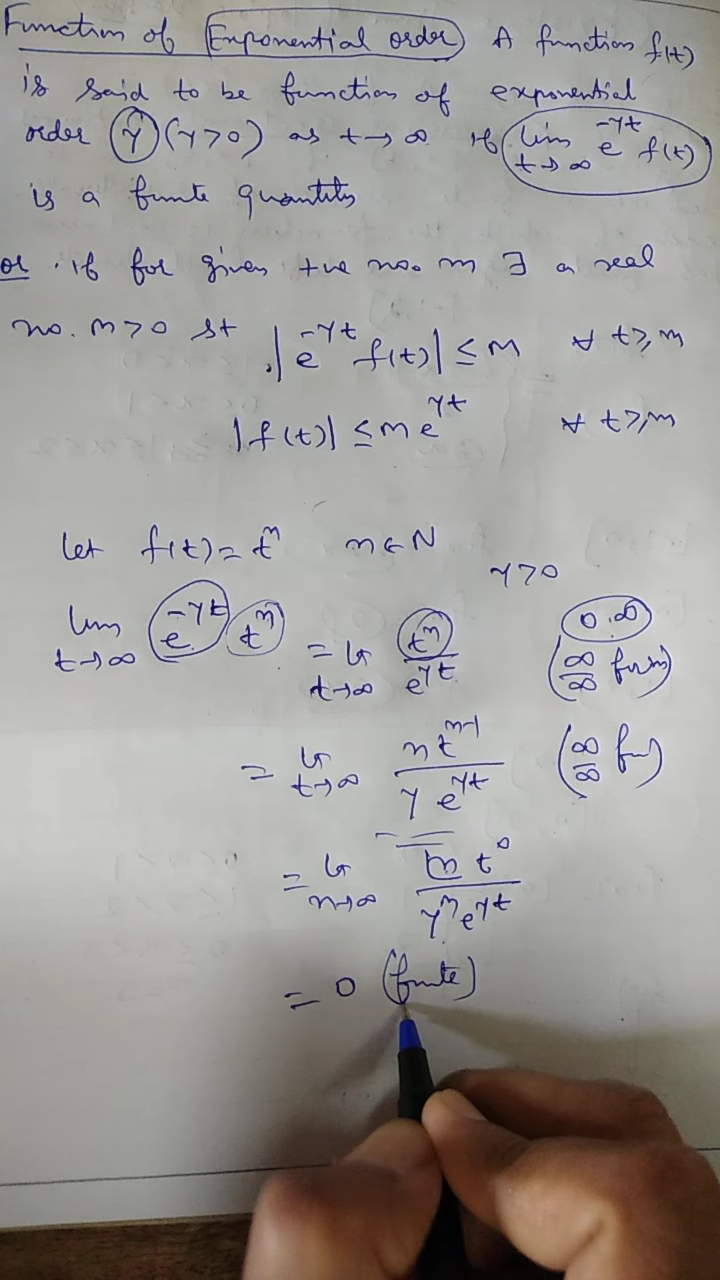 Function of Exponential order A function f(t)
is said to be function of exponential
order γ (γ>0) as t→∞ if lim t→∞ e^{-γt} f(t)
is a finite quantity
or if for given +ve no. m ∃ a real
no. M>0 st |e^{-γt} f(t)| ≤ M ∀ t≥m
|f(t)| ≤ M e^{γt} ∀ t≥m
let f(t) = t^n n∈N
γ>0
lim t→∞ e^{-γt} t^n = lt t→∞ t^n / e^{γt} 0.∞ (∞/∞ form)
= lt t→∞ n t^{n-1} / γ e^{γt} (∞/∞ form)
= lt n→∞ ⌊n t^0 / γ^n e^{γt}
= 0 (finite)